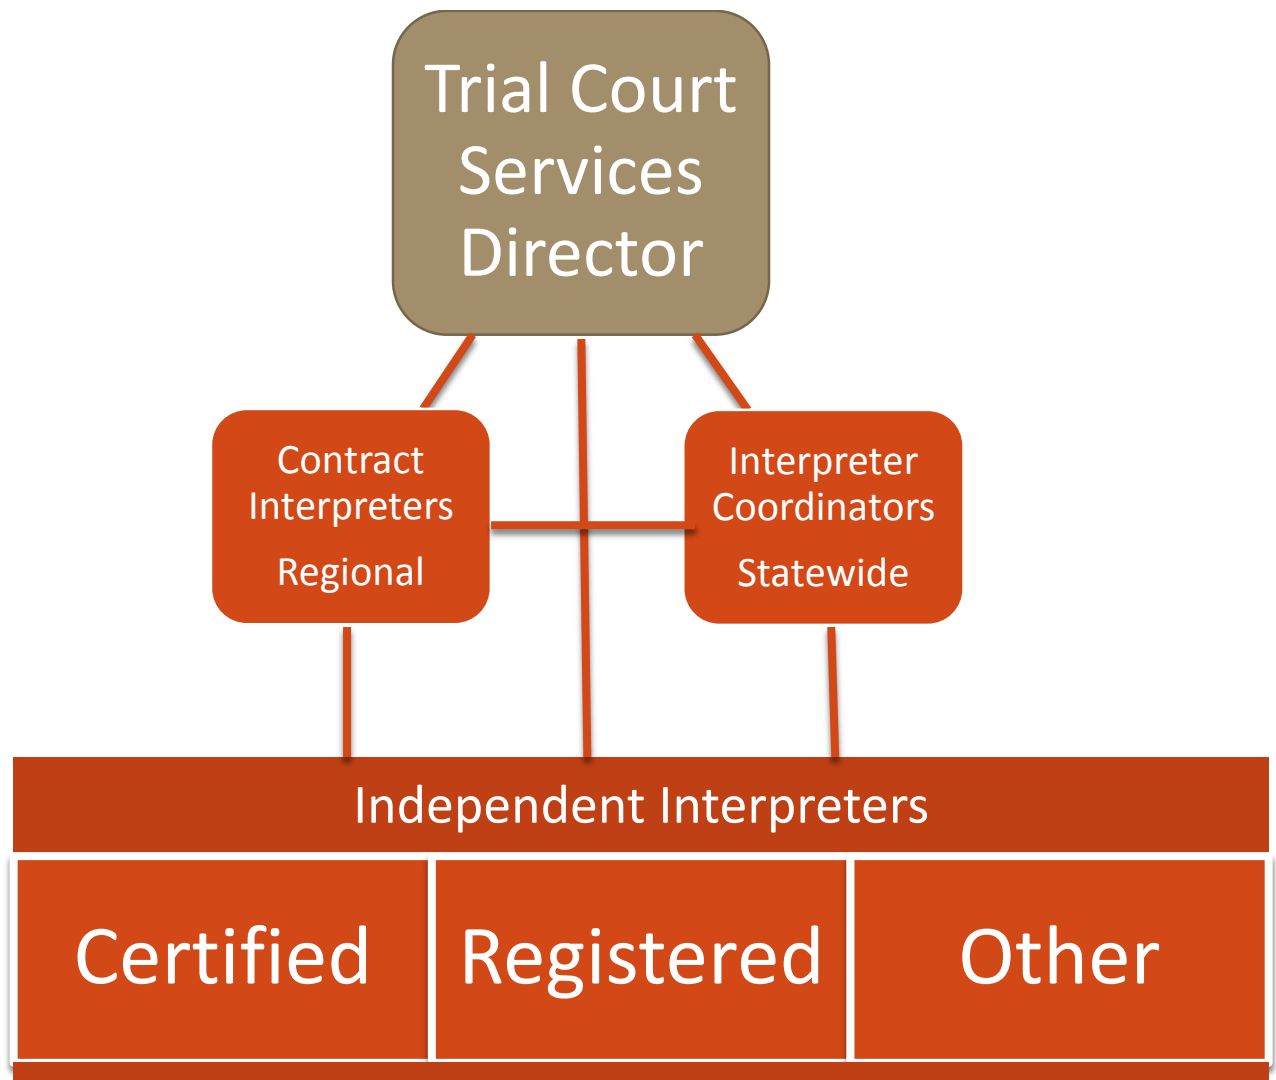 Trial Court
Services
Director
Contract
Interpreters
Regional
Interpreter
Coordinators
Statewide
Independent Interpreters
Certified
Registered
Other